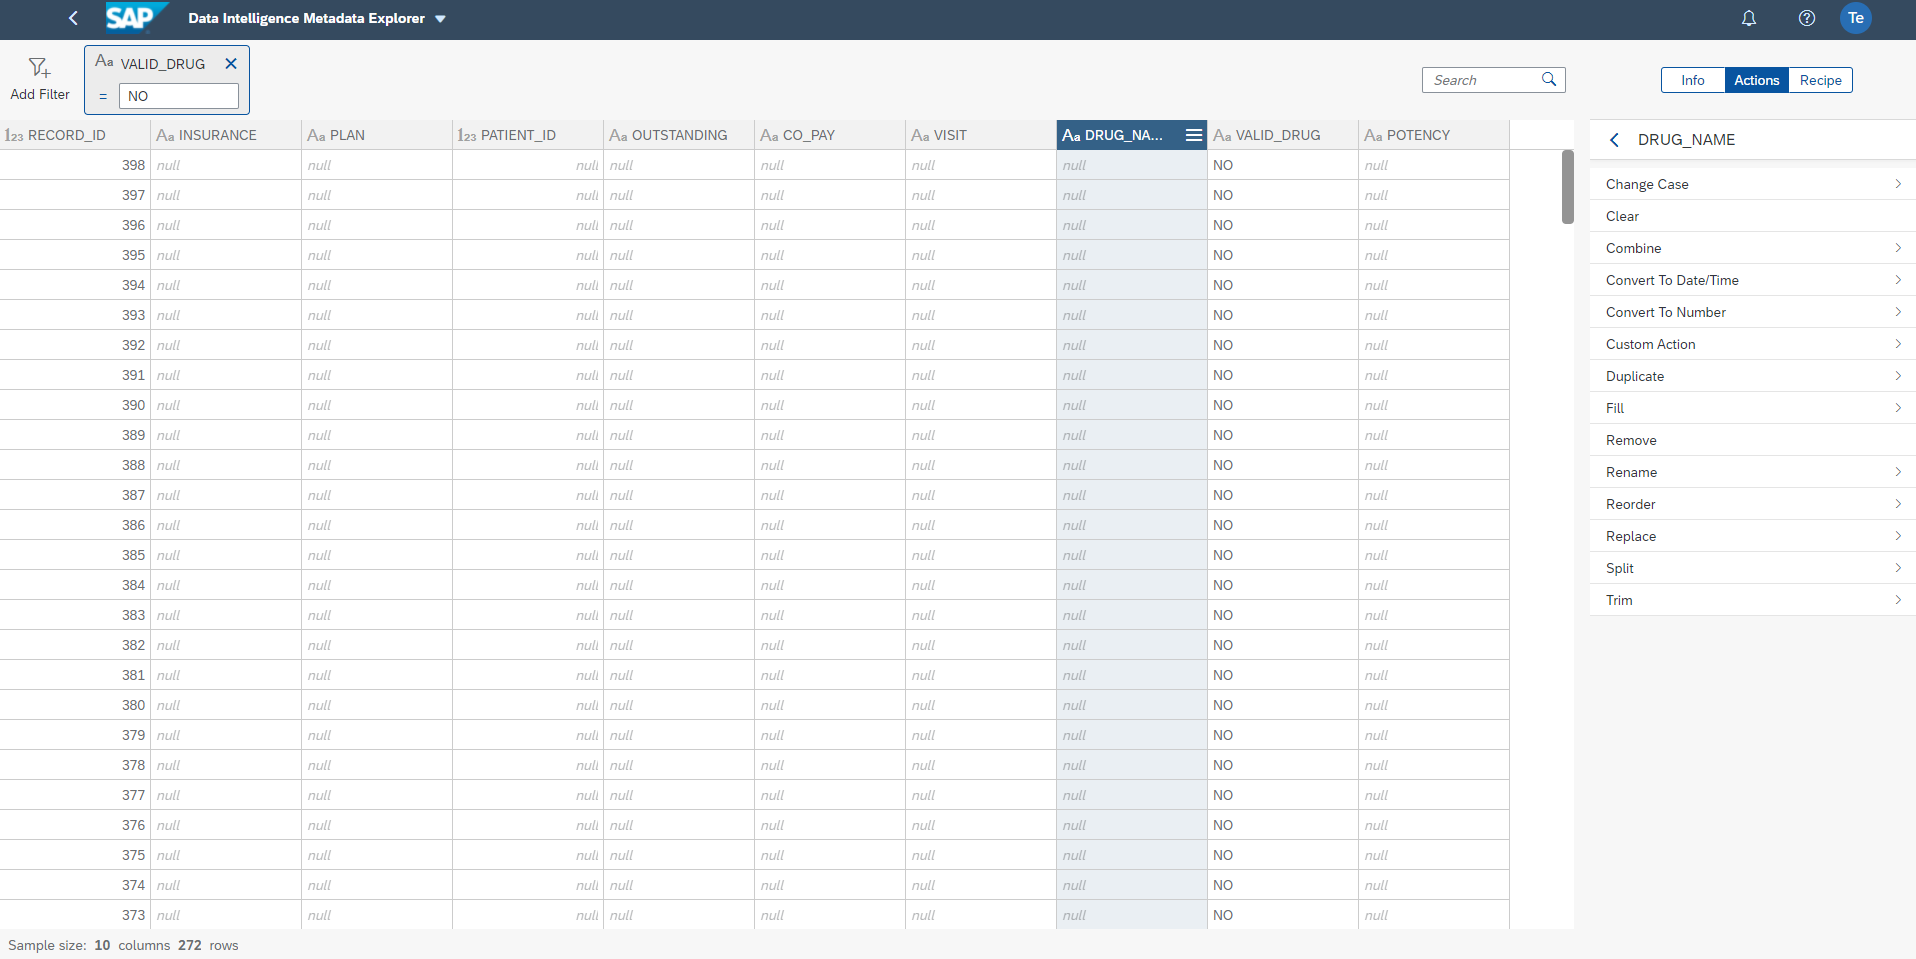 SAP Data Intelligence Metadata Explorer Te
Add Filter
Aa VALID_DRUG
= NO
Search
Info Actions Recipe
123 RECORD_ID Aa INSURANCE Aa PLAN 123 PATIENT_ID Aa OUTSTANDING Aa CO_PAY Aa VISIT Aa DRUG_NA... Aa VALID_DRUG Aa POTENCY
398 null null null null null null null NO null
397 null null null null null null null NO null
396 null null null null null null null NO null
395 null null null null null null null NO null
394 null null null null null null null NO null
393 null null null null null null null NO null
392 null null null null null null null NO null
391 null null null null null null null NO null
390 null null null null null null null NO null
389 null null null null null null null NO null
388 null null null null null null null NO null
387 null null null null null null null NO null
386 null null null null null null null NO null
385 null null null null null null null NO null
384 null null null null null null null NO null
383 null null null null null null null NO null
382 null null null null null null null NO null
381 null null null null null null null NO null
380 null null null null null null null NO null
379 null null null null null null null NO null
378 null null null null null null null NO null
377 null null null null null null null NO null
376 null null null null null null null NO null
375 null null null null null null null NO null
374 null null null null null null null NO null
373 null null null null null null null NO null
Sample size: 10 columns 272 rows
DRUG_NAME
Change Case
Clear
Combine
Convert To Date/Time
Convert To Number
Custom Action
Duplicate
Fill
Remove
Rename
Reorder
Replace
Split
Trim